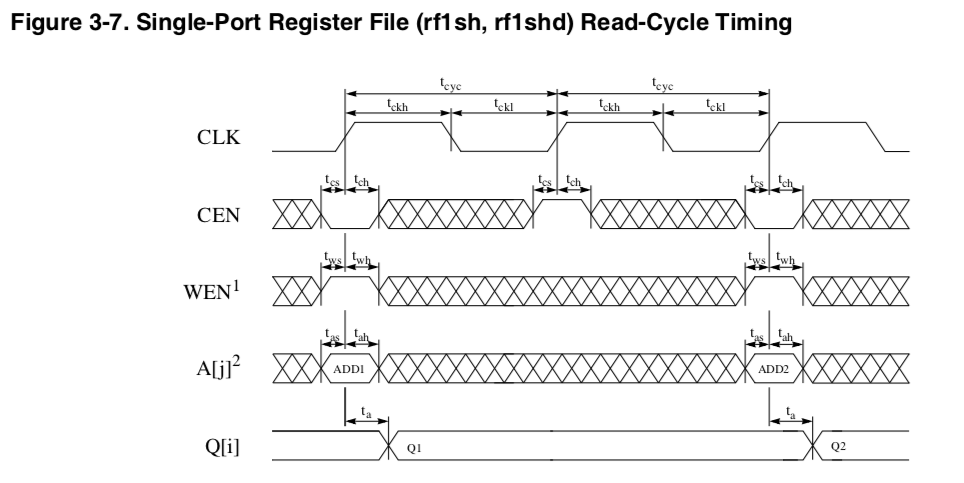 Figure 3-7. Single-Port Register File (rf1sh, rf1shd) Read-Cycle Timing
tcyc tcyc
tckh tckl tckh tckl
CLK
tcs tch tcs tch tcs tch
CEN
tws twh tws twh
WEN1
tas tah tas tah
A[j]2 ADD1 ADD2
ta ta
Q[i] Q1 Q2